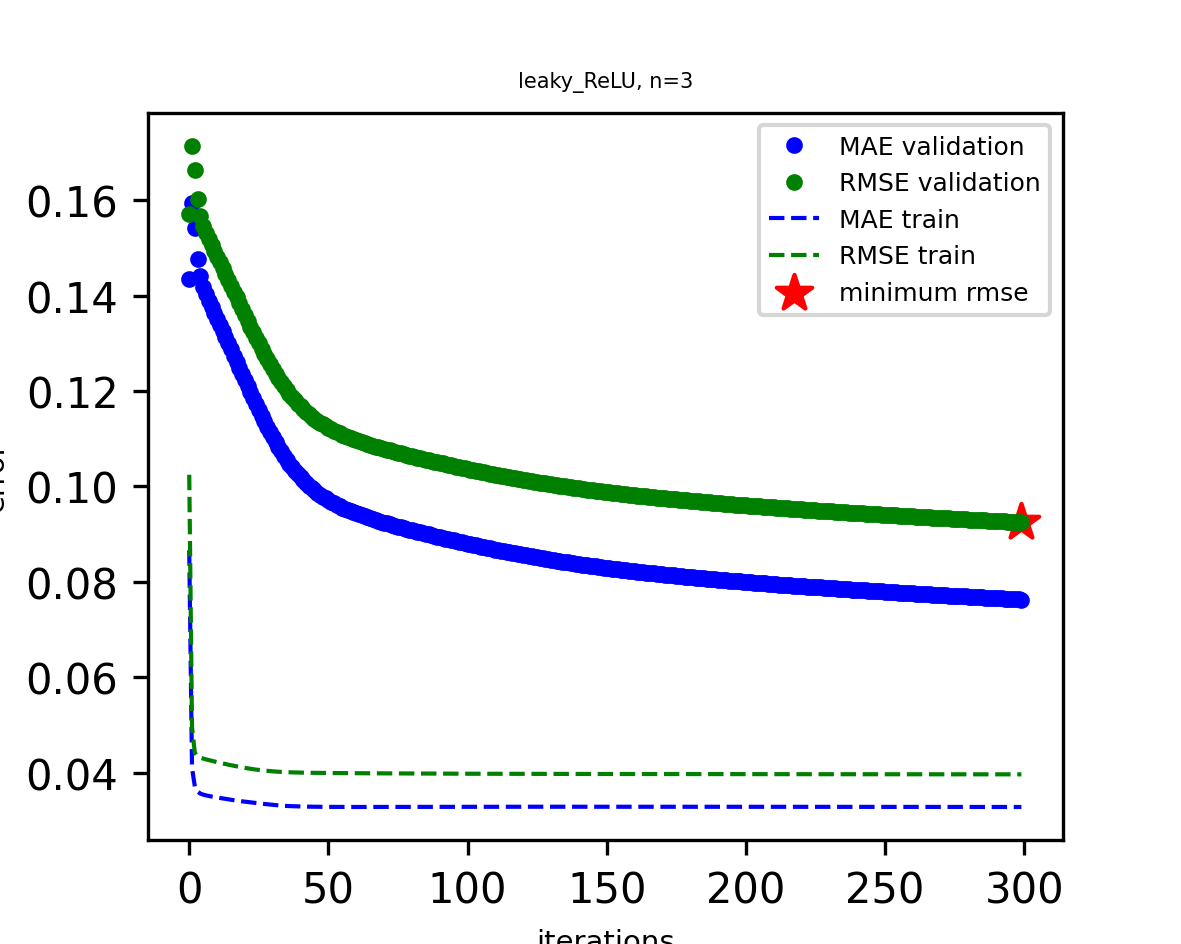 leaky_ReLU, n=3
MAE validation
RMSE validation
MAE train
RMSE train
minimum rmse
0.16
0.14
0.12
0.10
0.08
0.06
0.04
0 50 100 150 200 250 300
iterations